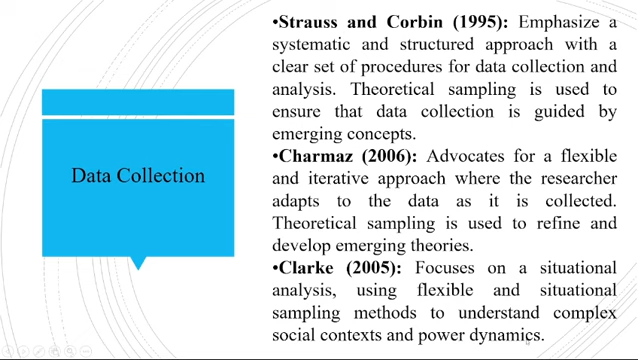 Data Collection
•Strauss and Corbin (1995): Emphasize a
systematic and structured approach with a
clear set of procedures for data collection and
analysis. Theoretical sampling is used to
ensure that data collection is guided by
emerging concepts.
•Charmaz (2006): Advocates for a flexible
and iterative approach where the researcher
adapts to the data as it is collected.
Theoretical sampling is used to refine and
develop emerging theories.
•Clarke (2005): Focuses on a situational
analysis, using flexible and situational
sampling methods to understand complex
social contexts and power dynamics.